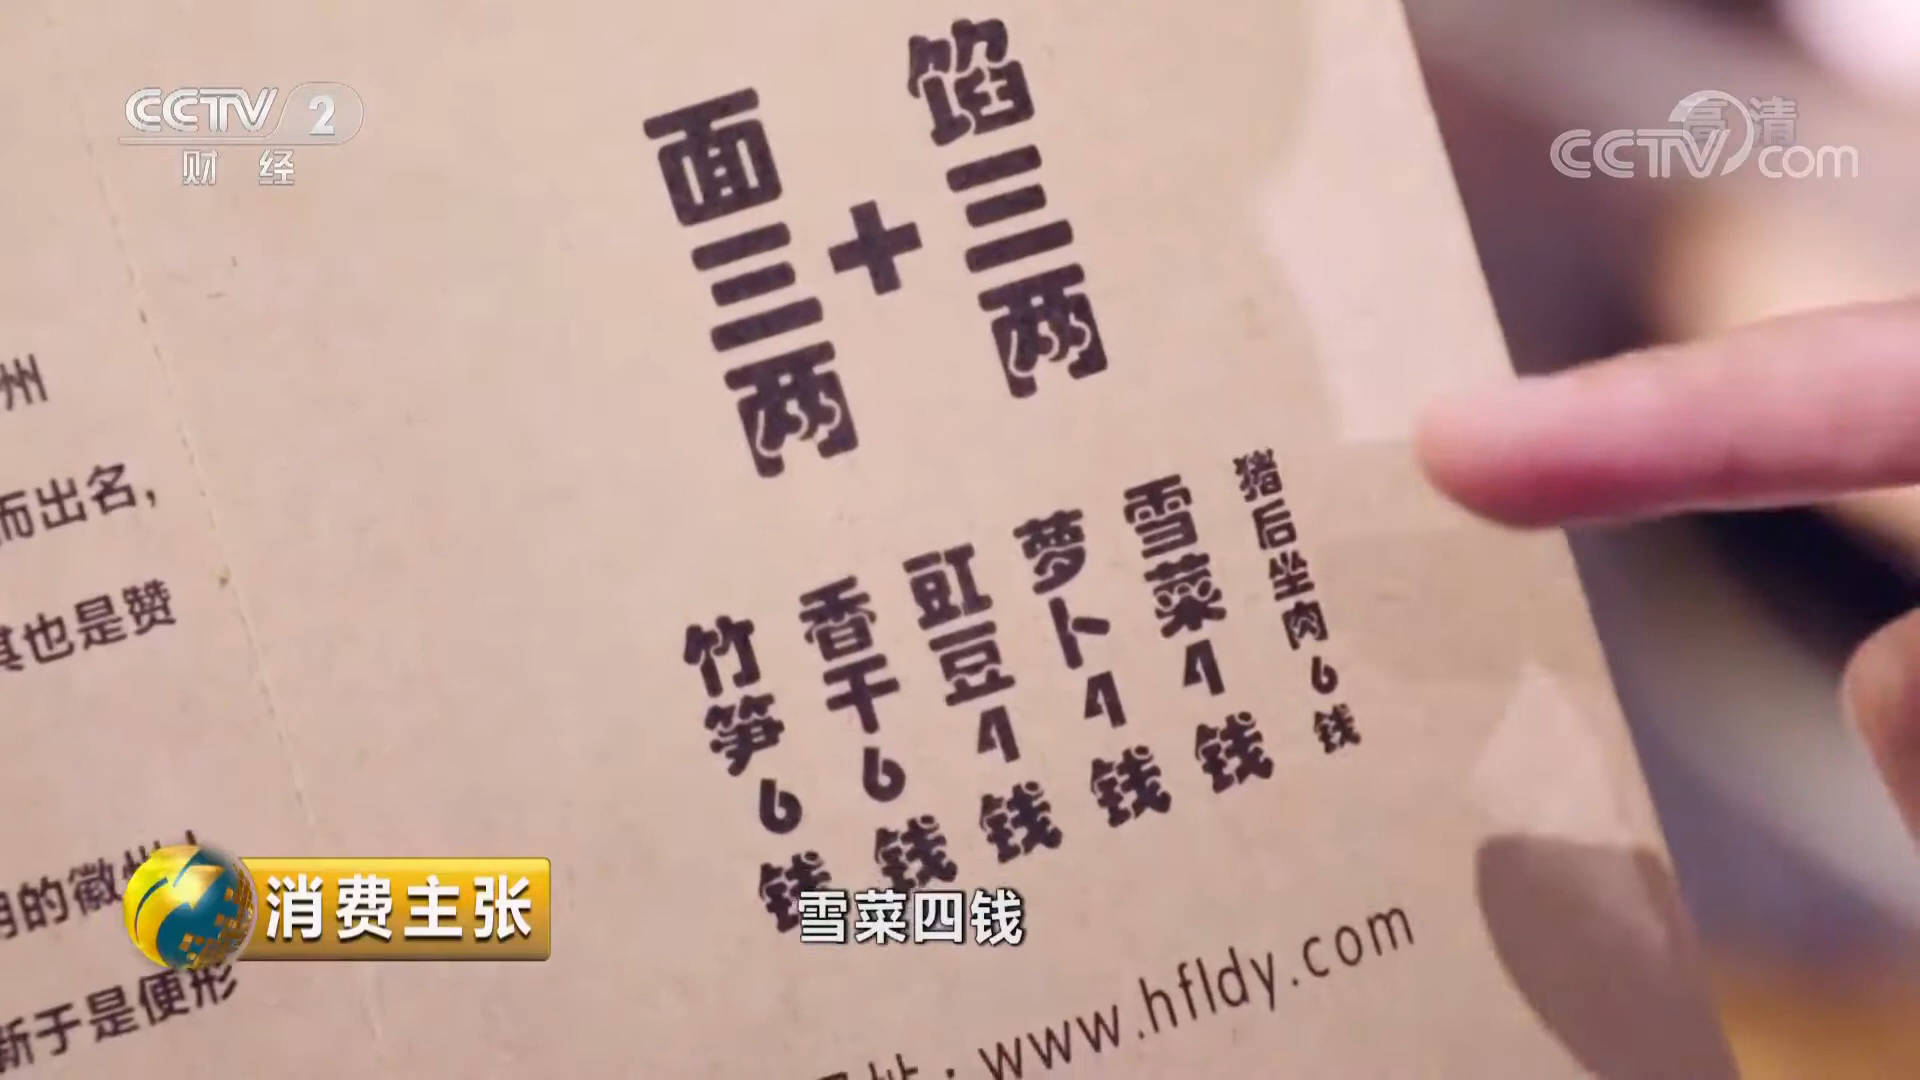 CCTV 2
财 经
高清
CCTV.com
面三两
+
馅三两
竹笋6钱
香干6钱
豇豆4钱
萝卜4钱
雪菜4钱
猪后坐肉6钱
州
而出名，
其也是赞
的徽州
新于是便形
消费主张
雪菜四钱
www.hfldy.com